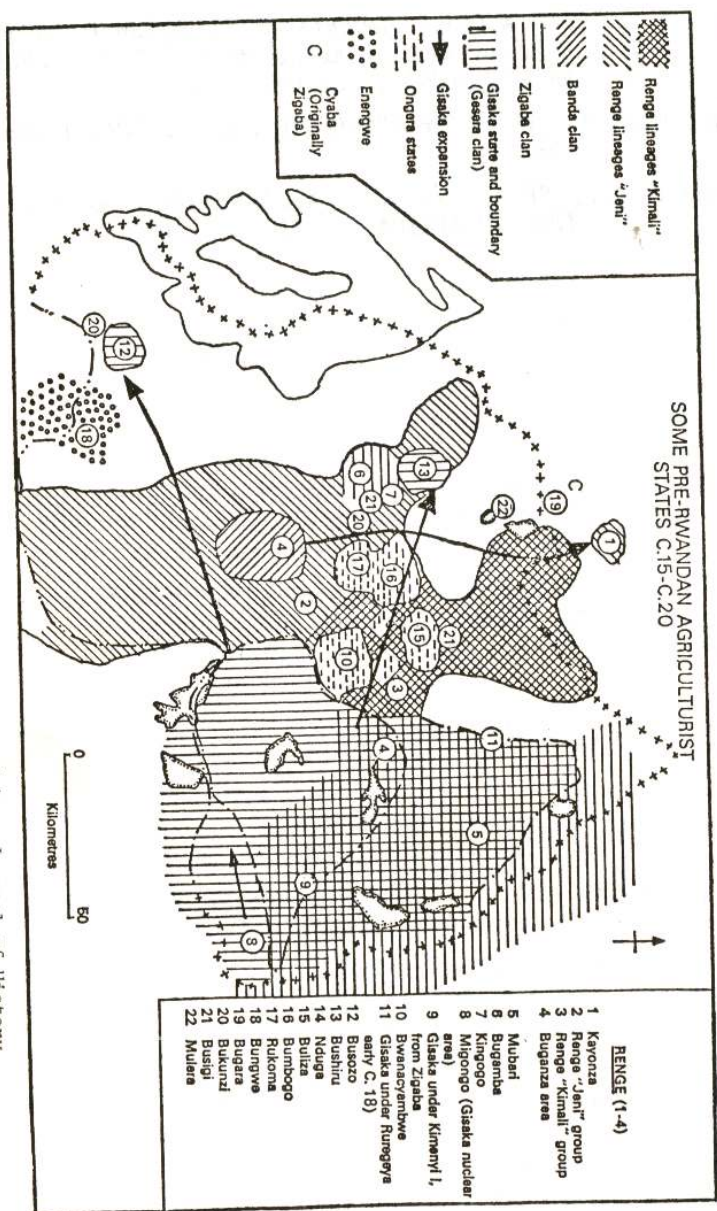 SOME PRE-RWANDAN AGRICULTURIST
STATES C.15-C.20
Renge lineages "Kimali"
Renge lineages "Jeni"
Banda clan
Zigaba clan
Gisaka state and boundary
(Gesera clan)
Gisaka expansion
Ongera states
Enengwe
C Cyaba
(Originally
Zigaba)
1
C
19
22
13
7
21
6
20
16
17
4
2
15
21
3
10
11
4
5
9
8
12
20
18
0 50
Kilometres
RENGE (1-4)
1 Kayonza
2 Renge "Jeni" group
3 Renge "Kimali" group
4 Buganza area
5 Mubari
6 Bugamba
7 Kingogo
8 Migongo (Gisaka nuclear
area)
9 Gisaka under Kimenyi I,
from Zigaba
10 Bwanacyambwe
11 Gisaka under Ruregeya
early C. 18)
12 Busozo
13 Bushiru
14 Nduga
15 Buliza
16 Bumbogo
17 Rukoma
18 Bungwe
19 Bugara
20 Bukunzi
21 Busigi
22 Mulera